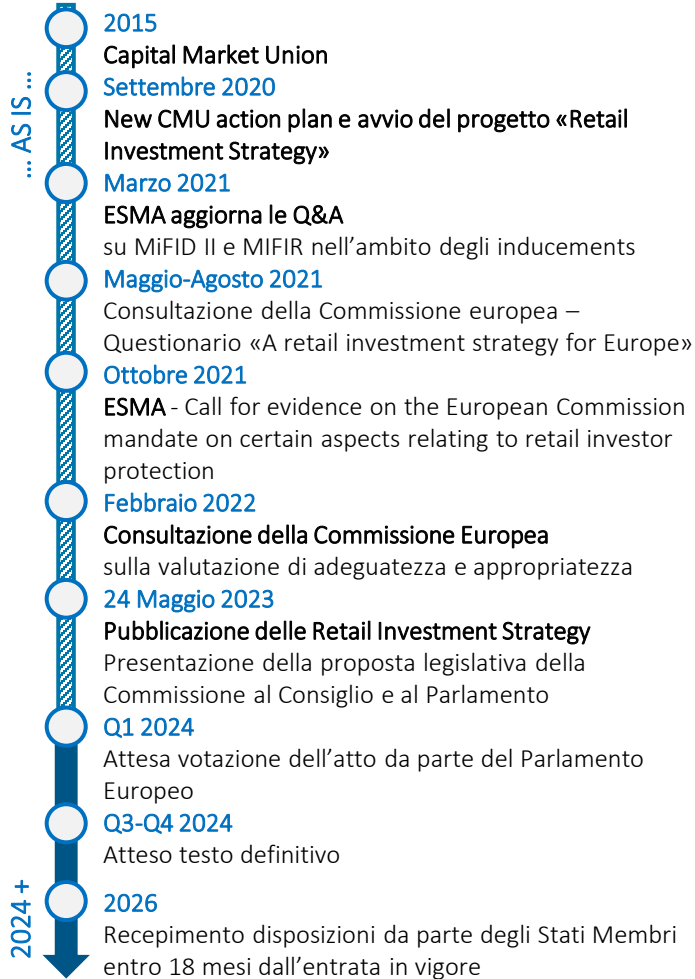 ... AS IS ...
2015
Capital Market Union
Settembre 2020
New CMU action plan e avvio del progetto «Retail
Investment Strategy»
Marzo 2021
ESMA aggiorna le Q&A
su MiFID II e MIFIR nell'ambito degli inducements
Maggio-Agosto 2021
Consultazione della Commissione europea –
Questionario «A retail investment strategy for Europe»
Ottobre 2021
ESMA - Call for evidence on the European Commission
mandate on certain aspects relating to retail investor
protection
Febbraio 2022
Consultazione della Commissione Europea
sulla valutazione di adeguatezza e appropriatezza
24 Maggio 2023
Pubblicazione delle Retail Investment Strategy
Presentazione della proposta legislativa della
Commissione al Consiglio e al Parlamento
Q1 2024
Attesa votazione dell'atto da parte del Parlamento
Europeo
Q3-Q4 2024
Atteso testo definitivo
2024 +
2026
Recepimento disposizioni da parte degli Stati Membri
entro 18 mesi dall'entrata in vigore